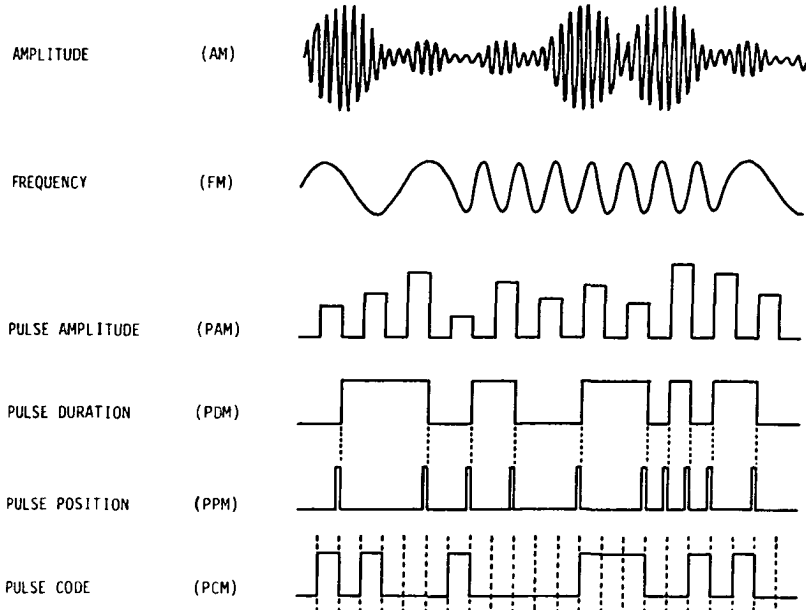 AMPLITUDE (AM)
FREQUENCY (FM)
PULSE AMPLITUDE (PAM)
PULSE DURATION (PDM)
PULSE POSITION (PPM)
PULSE CODE (PCM)